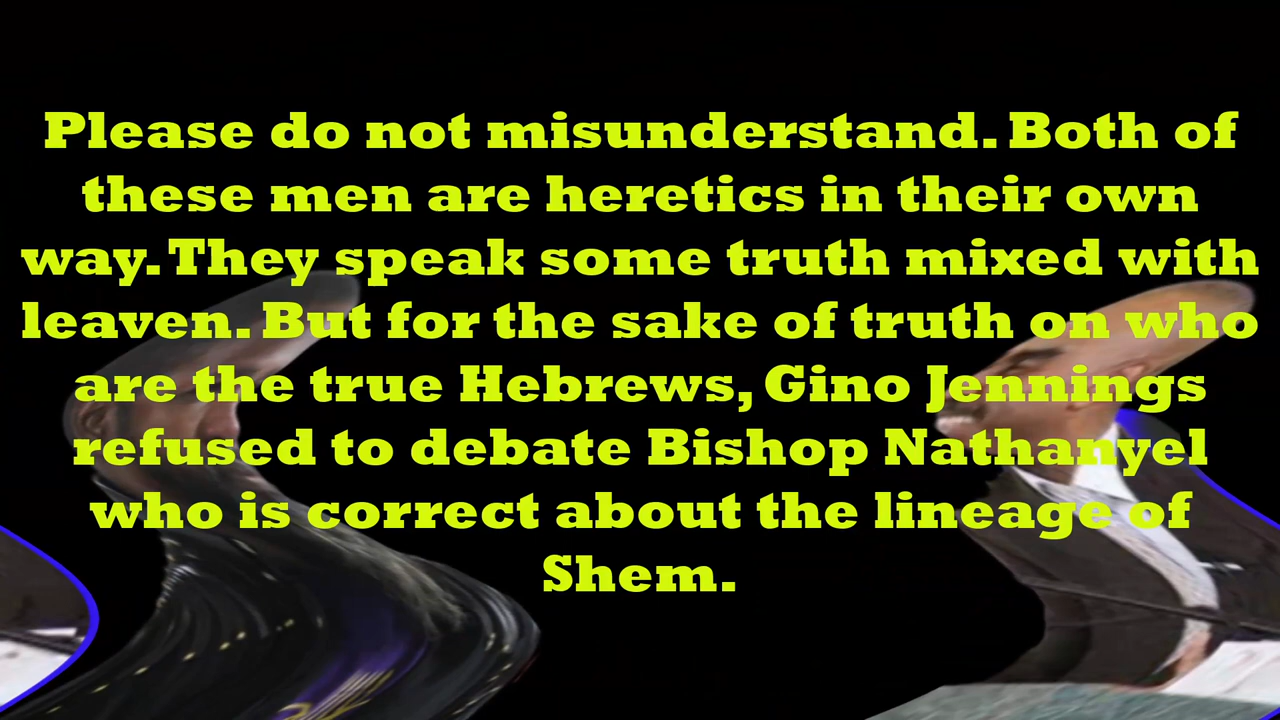 Please do not misunderstand. Both of
these men are heretics in their own
way. They speak some truth mixed with
leaven. But for the sake of truth on who
are the true Hebrews, Gino Jennings
refused to debate Bishop Nathanyel
who is correct about the lineage of
Shem.